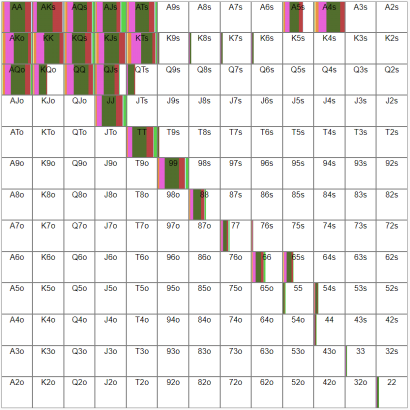 AA AKs AQs AJs ATs A9s A8s A7s A6s A5s A4s A3s A2s
AKo KK KQs KJs KTs K9s K8s K7s K6s K5s K4s K3s K2s
AQo KQo QQ QJs QTs Q9s Q8s Q7s Q6s Q5s Q4s Q3s Q2s
AJo KJo QJo JJ JTs J9s J8s J7s J6s J5s J4s J3s J2s
ATo KTo QTo JTo TT T9s T8s T7s T6s T5s T4s T3s T2s
A9o K9o Q9o J9o T9o 99 98s 97s 96s 95s 94s 93s 92s
A8o K8o Q8o J8o T8o 98o 88 87s 86s 85s 84s 83s 82s
A7o K7o Q7o J7o T7o 97o 87o 77 76s 75s 74s 73s 72s
A6o K6o Q6o J6o T6o 96o 86o 76o 66 65s 64s 63s 62s
A5o K5o Q5o J5o T5o 95o 85o 75o 65o 55 54s 53s 52s
A4o K4o Q4o J4o T4o 94o 84o 74o 64o 54o 44 43s 42s
A3o K3o Q3o J3o T3o 93o 83o 73o 63o 53o 43o 33 32s
A2o K2o Q2o J2o T2o 92o 82o 72o 62o 52o 42o 32o 22